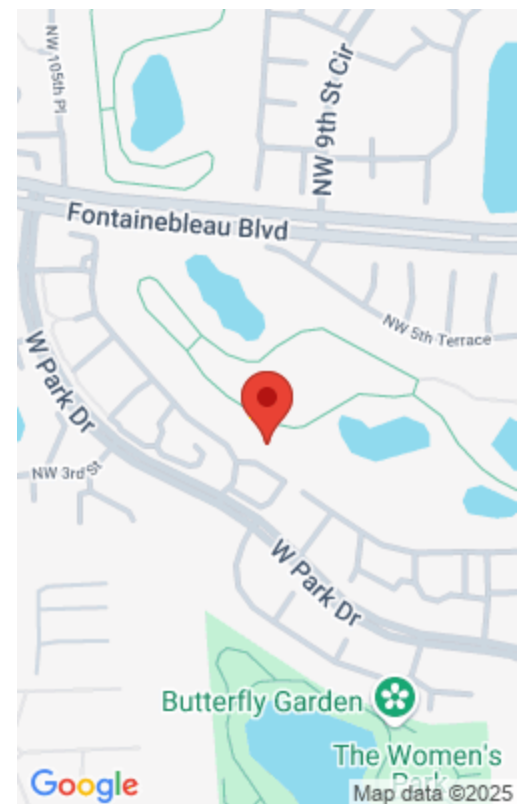 NW 105th Pl
NW 9th St Cir
Fontainebleau Blvd
NW 5th Terrace
W Park Dr
NW 3rd St
W Park Dr
Butterfly Garden
The Women's
Park
Google
Map data ©2025